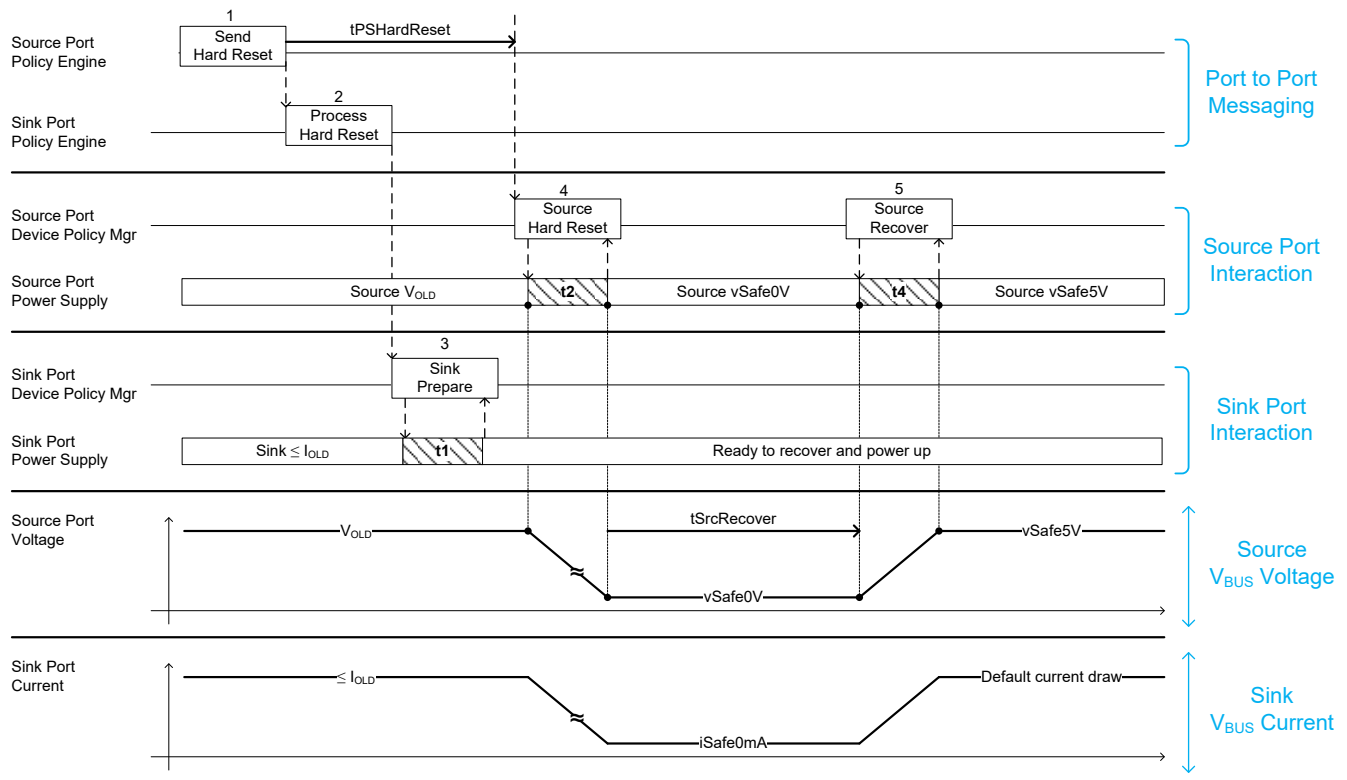 1
Send
Hard Reset
tPSHardReset
Source Port
Policy Engine
2
Process
Hard Reset
Sink Port
Policy Engine
Port to Port
Messaging
4
Source
Hard Reset
5
Source
Recover
Source Port
Device Policy Mgr
Source Port
Power Supply
Source VOLD
t2
Source vSafe0V
t4
Source vSafe5V
Source Port
Interaction
3
Sink
Prepare
Sink Port
Device Policy Mgr
Sink Port
Power Supply
Sink ≤ IOLD
t1
Ready to recover and power up
Sink Port
Interaction
Source Port
Voltage
VOLD
tSrcRecover
vSafe0V
vSafe5V
Source
VBUS Voltage
Sink Port
Current
≤ IOLD
iSafe0mA
Default current draw
Sink
VBUS Current